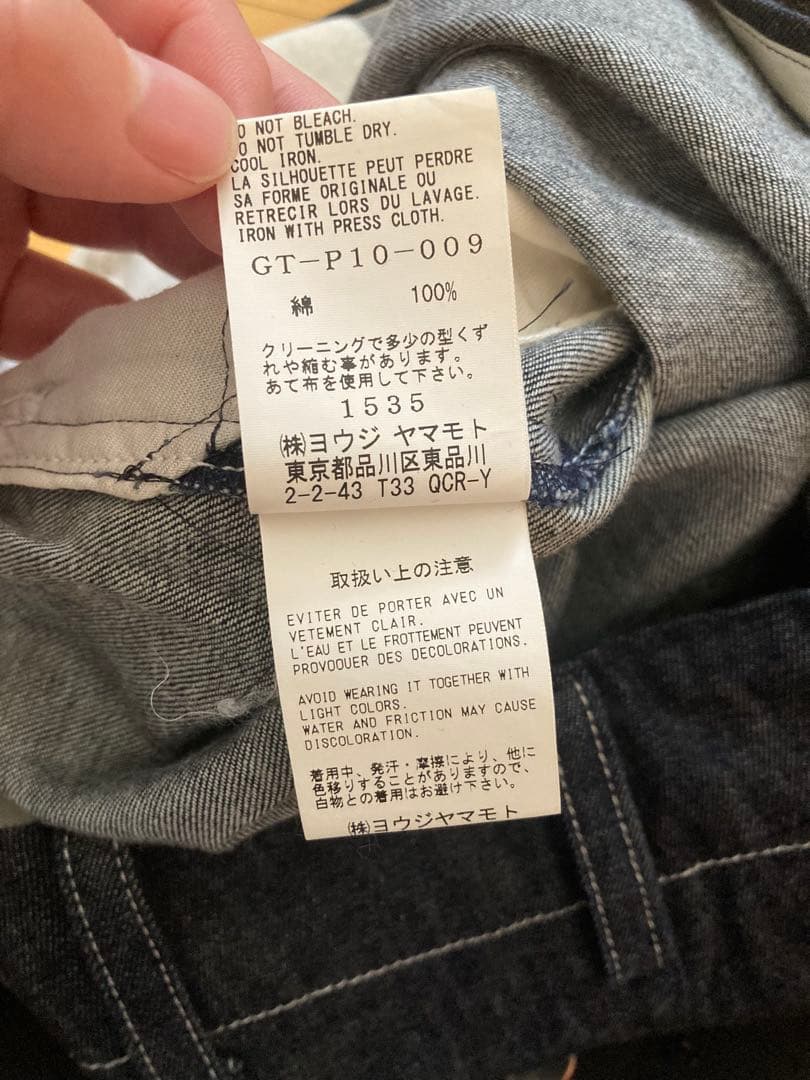 O NOT BLEACH.
O NOT TUMBLE DRY.
COOL IRON.
LA SILHOUETTE PEUT PERDRE
SA FORME ORIGINALE OU
RETRECIR LORS DU LAVAGE.
IRON WITH PRESS CLOTH.
GT-P10-009
綿 100%
クリーニングで多少の型くず
れや縮む事があります。
あて布を使用して下さい。
1535
㈱ヨウジ ヤマモト
東京都品川区東品川
2-2-43 T33 QCR-Y
取扱い上の注意
EVITER DE PORTER AVEC UN
VETEMENT CLAIR.
L'EAU ET LE FROTTEMENT PEUVENT
PROVOOUER DES DECOLORATIONS.
AVOID WEARING IT TOGETHER WITH
LIGHT COLORS.
WATER AND FRICTION MAY CAUSE
DISCOLORATION.
着用中、発汗・摩擦により、他に
色移りすることがありますので、
白物との着用はお避け下さい。
㈱ヨウジヤマモト